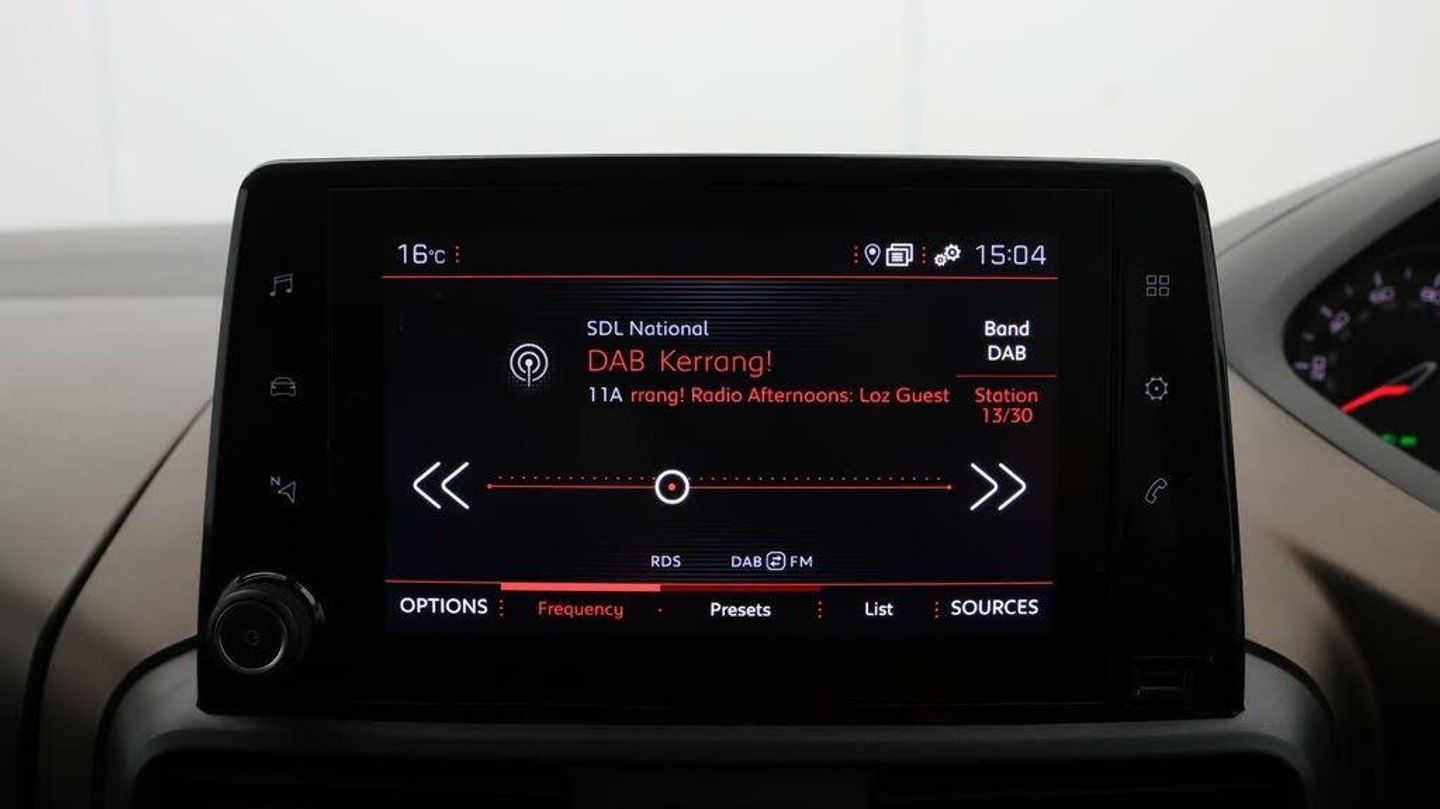 16°C 15:04
SDL National
Band
DAB Kerrang!
DAB
11A rrang! Radio Afternoons: Loz Guest
Station
13/30
N
RDS DAB FM
OPTIONS Frequency Presets List SOURCES